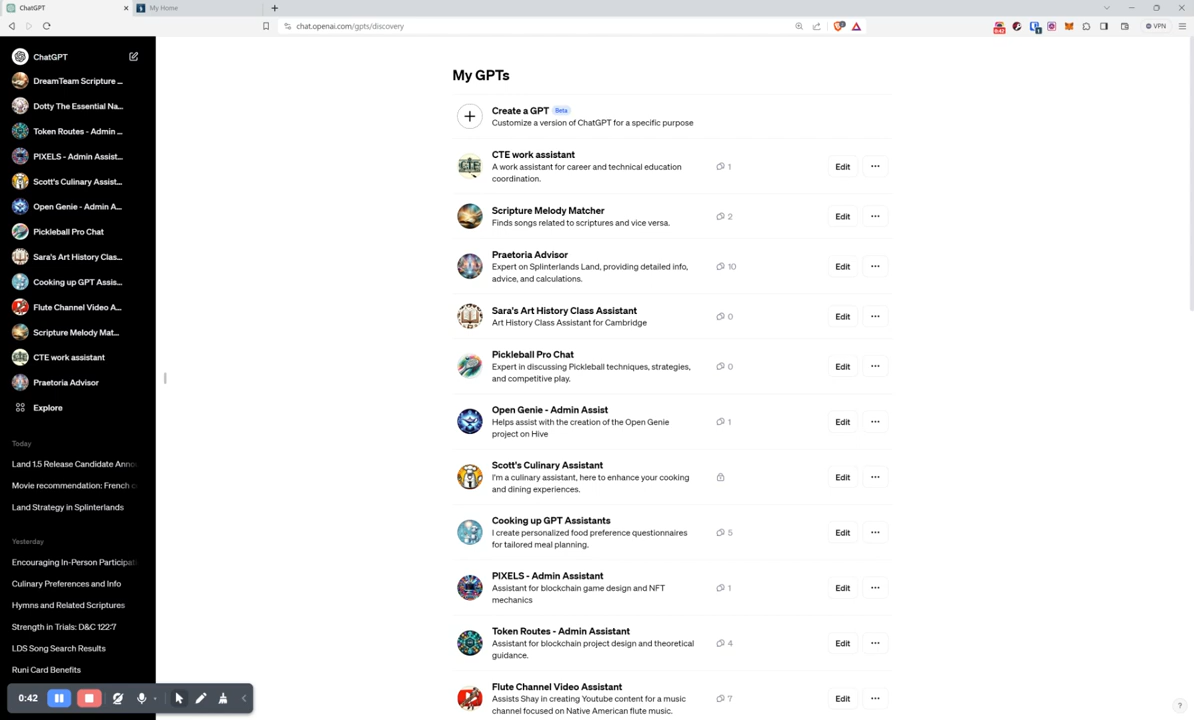 ChatGPT
My Home
chat.openai.com/gpts/discovery
0:42
VPN
ChatGPT
DreamTeam Scripture ...
Dotty The Essential Na...
Token Routes - Admin ...
PIXELS - Admin Assist...
Scott's Culinary Assist...
Open Genie - Admin A...
Pickleball Pro Chat
Sara's Art History Clas...
Cooking up GPT Assis...
Flute Channel Video A...
Scripture Melody Mat...
CTE work assistant
Praetoria Advisor
Explore
Today
Land 1.5 Release Candidate Anno
Movie recommendation: French c
Land Strategy in Splinterlands
Yesterday
Encouraging In-Person Participat
Culinary Preferences and Info
Hymns and Related Scriptures
Strength in Trials: D&C 122:7
LDS Song Search Results
Runi Card Benefits
0:42
My GPTs
Create a GPT Beta
Customize a version of ChatGPT for a specific purpose
CTE work assistant
A work assistant for career and technical education
coordination.
1
Edit
Scripture Melody Matcher
Finds songs related to scriptures and vice versa.
2
Edit
Praetoria Advisor
Expert on Splinterlands Land, providing detailed info,
advice, and calculations.
10
Edit
Sara's Art History Class Assistant
Art History Class Assistant for Cambridge
0
Edit
Pickleball Pro Chat
Expert in discussing Pickleball techniques, strategies,
and competitive play.
0
Edit
Open Genie - Admin Assist
Helps assist with the creation of the Open Genie
project on Hive
1
Edit
Scott's Culinary Assistant
I'm a culinary assistant, here to enhance your cooking
and dining experiences.
Edit
Cooking up GPT Assistants
I create personalized food preference questionnaires
for tailored meal planning.
5
Edit
PIXELS - Admin Assistant
Assistant for blockchain game design and NFT
mechanics
1
Edit
Token Routes - Admin Assistant
Assistant for blockchain project design and theoretical
guidance.
4
Edit
Flute Channel Video Assistant
Assists Shay in creating Youtube content for a music
channel focused on Native American flute music.
7
Edit
?